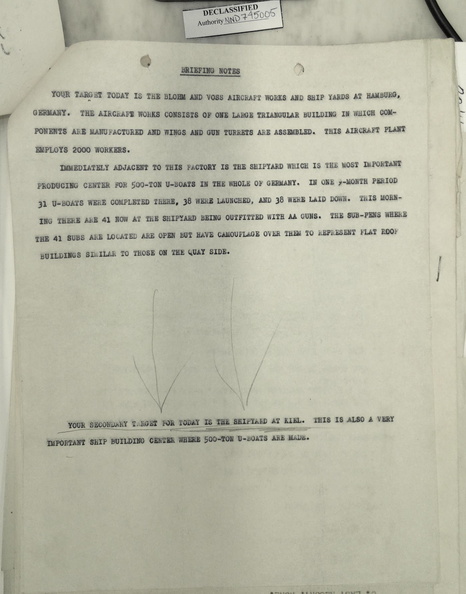 DECLASSIFIED
Authority NND745005
BRIEFING NOTES
YOUR TARGET TODAY IS THE BLOHM AND VOSS AIRCRAFT WORKS AND SHIP YARDS AT HAMBURG,
GERMANY. THE AIRCRAFT WORKS CONSISTS OF ONE LARGE TRIANGULAR BUILDING IN WHICH COM-
PONENTS ARE MANUFACTURED AND WINGS AND GUN TURRETS ARE ASSEMBLED. THIS AIRCRAFT PLANT
EMPLOYS 2000 WORKERS.
IMMEDIATELY ADJACENT TO THIS FACTORY IS THE SHIPYARD WHICH IS THE MOST IMPORTANT
PRODUCING CENTER FOR 500-TON U-BOATS IN THE WHOLE OF GERMANY. IN ONE -MONTH PERIOD
31 U-BOATS WERE COMPLETED THERE, 38 WERE LAUNCHED, AND 38 WERE LAID DOWN. THIS MORN-
ING THERE ARE 41 NOW AT THE SHIPYARD BEING OUTFITTED WITH AA GUNS. THE SUB-PENS WHERE
THE 41 SUBS ARE LOCATED ARE OPEN BUT HAVE CAMOUFLAGE OVER THEM TO REPRESENT FLAT ROOF
BUILDINGS SIMILAR TO THOSE ON THE QUAY SIDE.
YOUR SECONDARY TARGET FOR TODAY IS THE SHIPYARD AT KIEL. THIS IS ALSO A VERY
IMPORTANT SHIP BUILDING CENTER WHERE 500-TON U-BOATS ARE MADE.